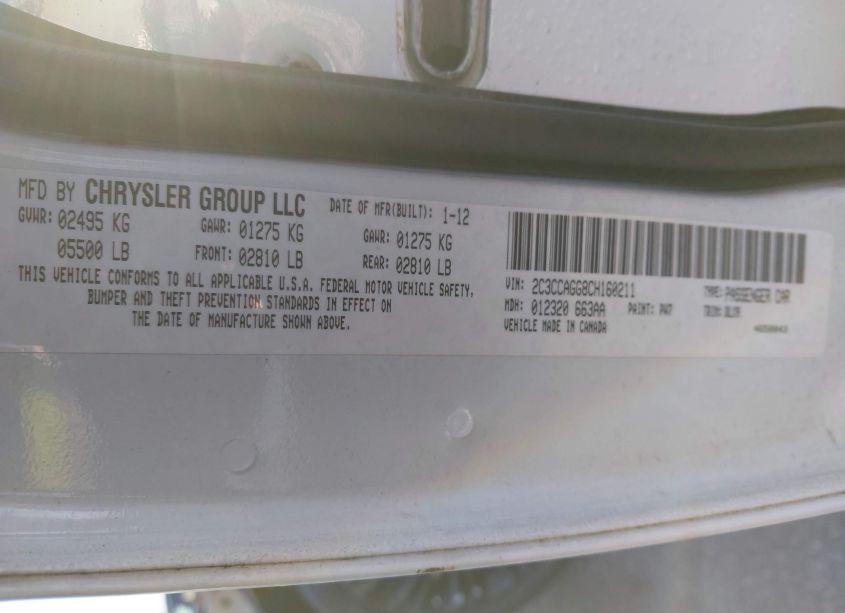 MFD BY CHRYSLER GROUP LLC
DATE OF MFR(BUILT): 1-12
GVWR: 02495 KG
05500 LB
GAWR: 01275 KG
FRONT: 02810 LB
GAWR: 01275 KG
REAR: 02810 LB
THIS VEHICLE CONFORMS TO ALL APPLICABLE U.S.A. FEDERAL MOTOR VEHICLE SAFETY,
BUMPER AND THEFT PREVENTION STANDARDS IN EFFECT ON
THE DATE OF MANUFACTURE SHOWN ABOVE.
VIN: 2C3CCAGG8CH160211
TYPE: PASSENGER CAR
MDH: 012320 663AA
PAINT: PW7
TRIM:
VEHICLE MADE IN CANADA